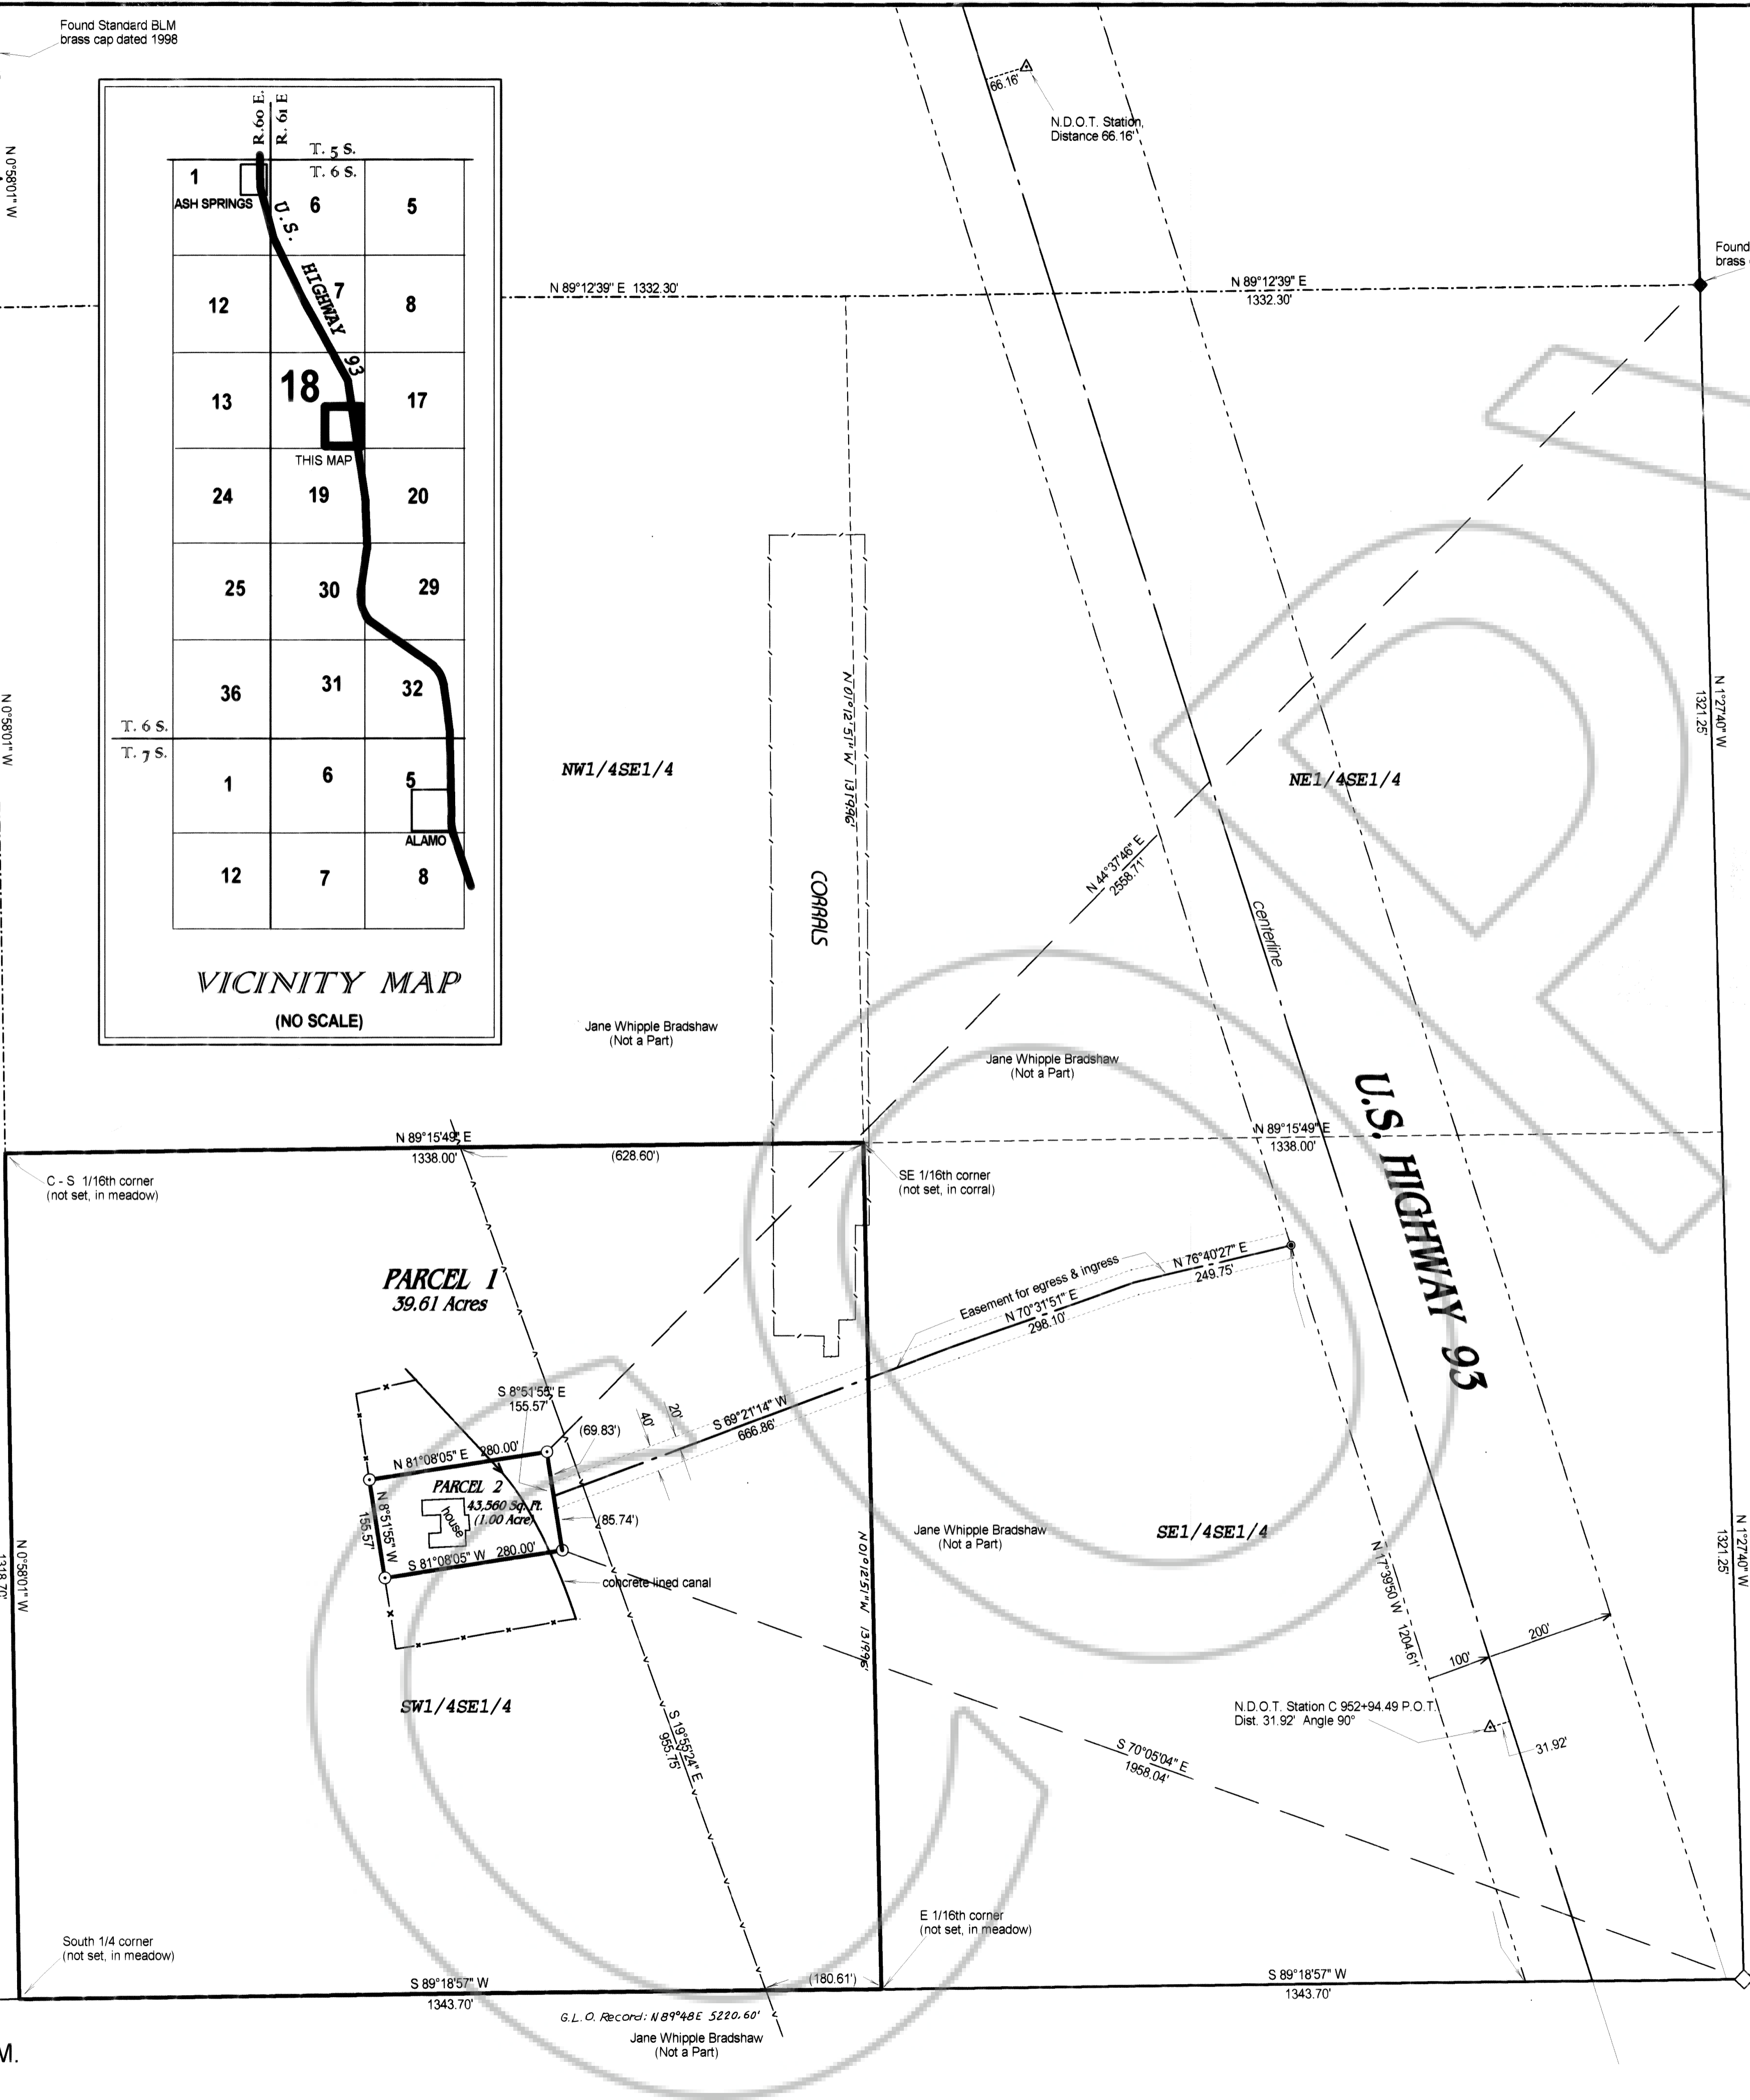 Found Standard BLM
brass cap dated 1998
N 0°58'01" W
R.60 E.
R. 61 E
T. 5 S.
T. 6 S.
1
ASH SPRINGS
6
5
U.S. HIGHWAY 93
12
7
8
13
18
17
THIS MAP
24
19
20
25
30
29
36
31
32
T. 6 S.
T. 7 S.
1
6
5
ALAMO
12
7
8
VICINITY MAP
(NO SCALE)
66.16'
N.D.O.T. Station,
Distance 66.16'
Found
brass
N 89°12'39" E 1332.30'
N 89°12'39" E
1332.30'
N 0°58'01" W
N 01°12'51" W 1319.96'
N 1°27'40" W
1321.25'
NW1/4SE1/4
NE1/4SE1/4
CORRALS
N 44°37'46" E
2558.71'
centerline
Jane Whipple Bradshaw
(Not a Part)
Jane Whipple Bradshaw
(Not a Part)
U.S. HIGHWAY 93
N 89°15'49" E
1338.00'
(628.60')
N 89°15'49" E
1338.00'
C - S 1/16th corner
(not set, in meadow)
SE 1/16th corner
(not set, in corral)
PARCEL 1
39.61 Acres
Easement for egress & ingress
N 76°40'27" E
249.75'
N 70°31'51" E
298.10'
S 69°21'14" W
666.86'
40'
20'
S 8°51'55" E
155.57'
(69.83')
N 81°08'05" E 280.00'
PARCEL 2
43,560 Sq. Ft.
(1.00 Acre)
house
N 8°51'55" W
155.57'
(85.74')
S 81°08'05" W 280.00'
concrete lined canal
Jane Whipple Bradshaw
(Not a Part)
SE1/4SE1/4
N 0°58'01" W
1318.70'
N 01°12'51" W 1319.96'
N 17°39'50 W 1204.61'
N 1°27'40" W
1321.25'
100'
200'
SW1/4SE1/4
S 19°55'24" E
955.75'
N.D.O.T. Station C 952+94.49 P.O.T.
Dist. 31.92' Angle 90°
31.92'
S 70°05'04" E
1958.04'
South 1/4 corner
(not set, in meadow)
E 1/16th corner
(not set, in meadow)
S 89°18'57" W
1343.70'
(180.61')
S 89°18'57" W
1343.70'
G.L.O. Record: N 89°48E 5220.60'
Jane Whipple Bradshaw
(Not a Part)
M.